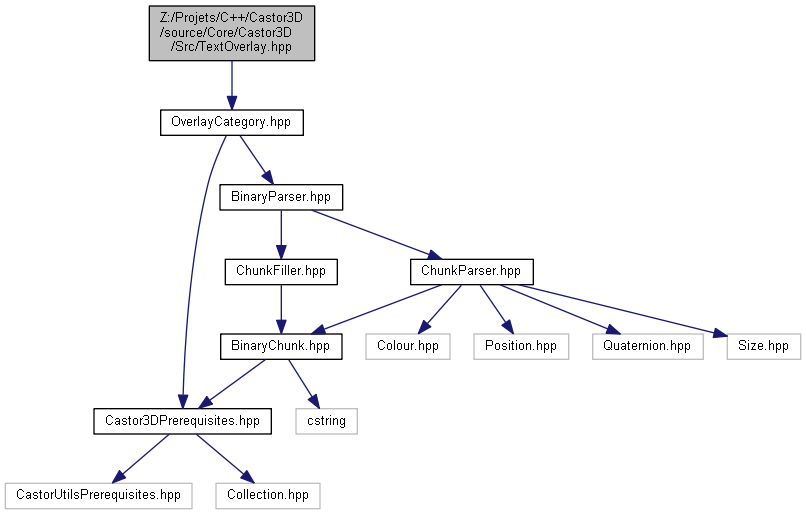 Z:/Projets/C++/Castor3D
/source/Core/Castor3D
/Src/TextOverlay.hpp
OverlayCategory.hpp
BinaryParser.hpp
ChunkFiller.hpp
ChunkParser.hpp
BinaryChunk.hpp
Colour.hpp
Position.hpp
Quaternion.hpp
Size.hpp
Castor3DPrerequisites.hpp
cstring
CastorUtilsPrerequisites.hpp
Collection.hpp